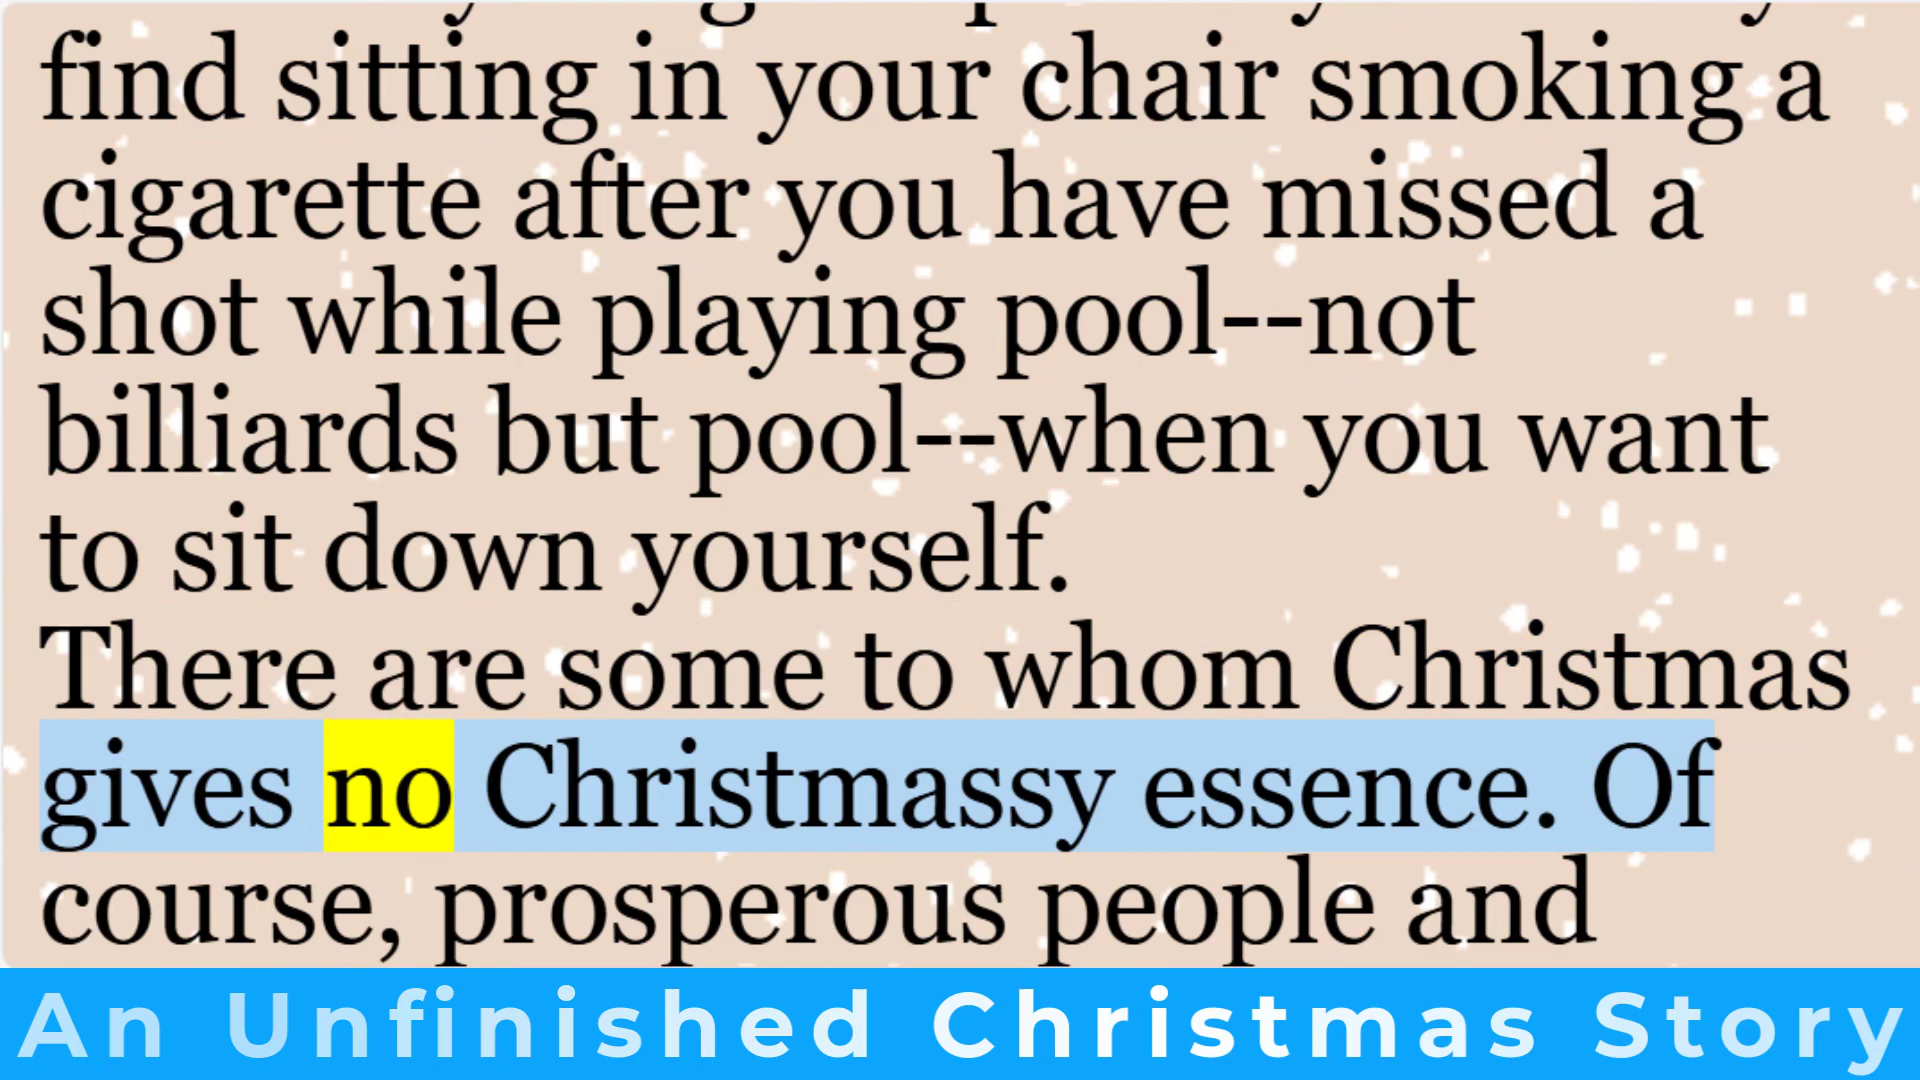 find sitting in your chair smoking a
cigarette after you have missed a
shot while playing pool--not
billiards but pool--when you want
to sit down yourself.
There are some to whom Christmas
gives no Christmassy essence. Of
course, prosperous people and
An Unfinished Christmas Story